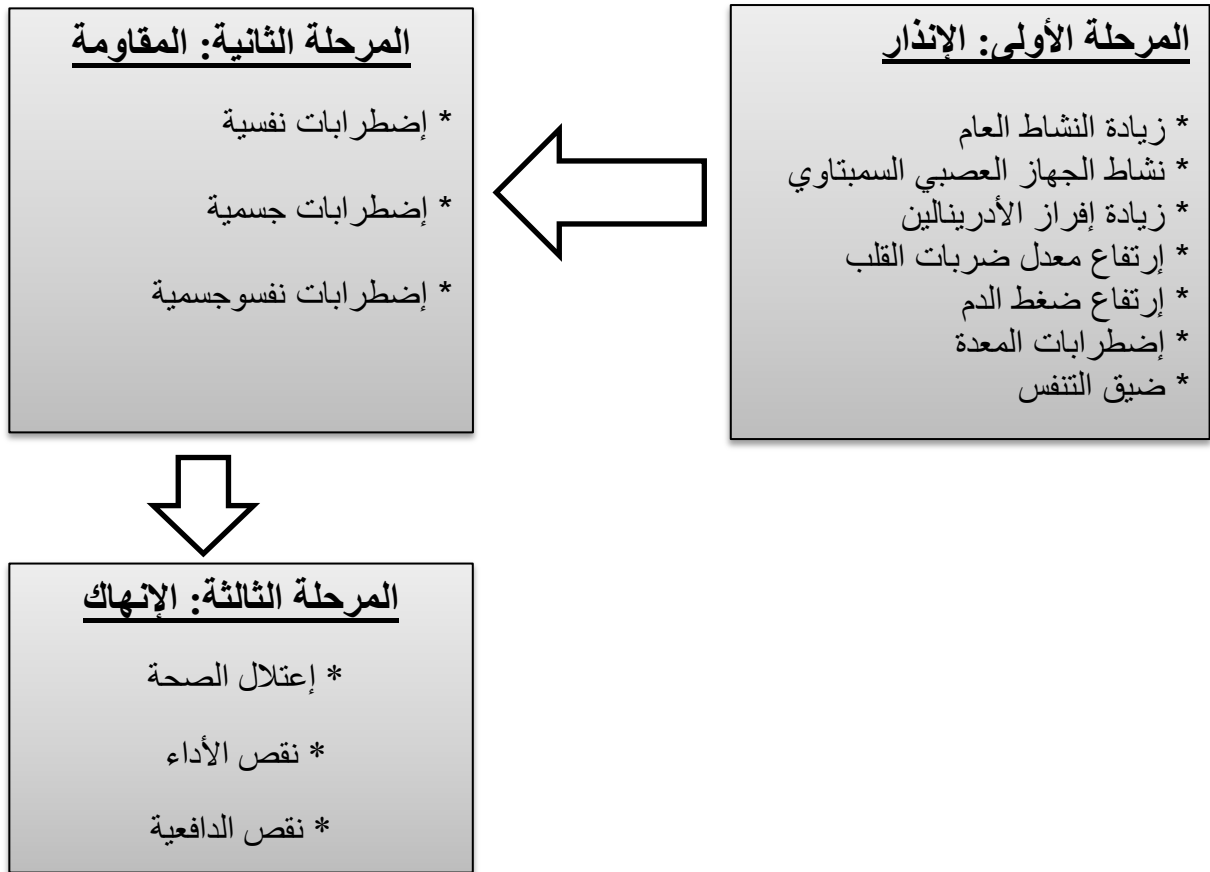 المرحلة الأولى: الإنذار
* زيادة النشاط العام
* نشاط الجهاز العصبي السمبتاوي
* زيادة إفراز الأدرينالين
* إرتفاع معدل ضربات القلب
* إرتفاع ضغط الدم
* إضطرابات المعدة
* ضيق التنفس
المرحلة الثانية: المقاومة
* إضطرابات نفسية
* إضطرابات جسمية
* إضطرابات نفسوجسمية
المرحلة الثالثة: الإنهاك
* إعتلال الصحة
* نقص الأداء
* نقص الدافعية